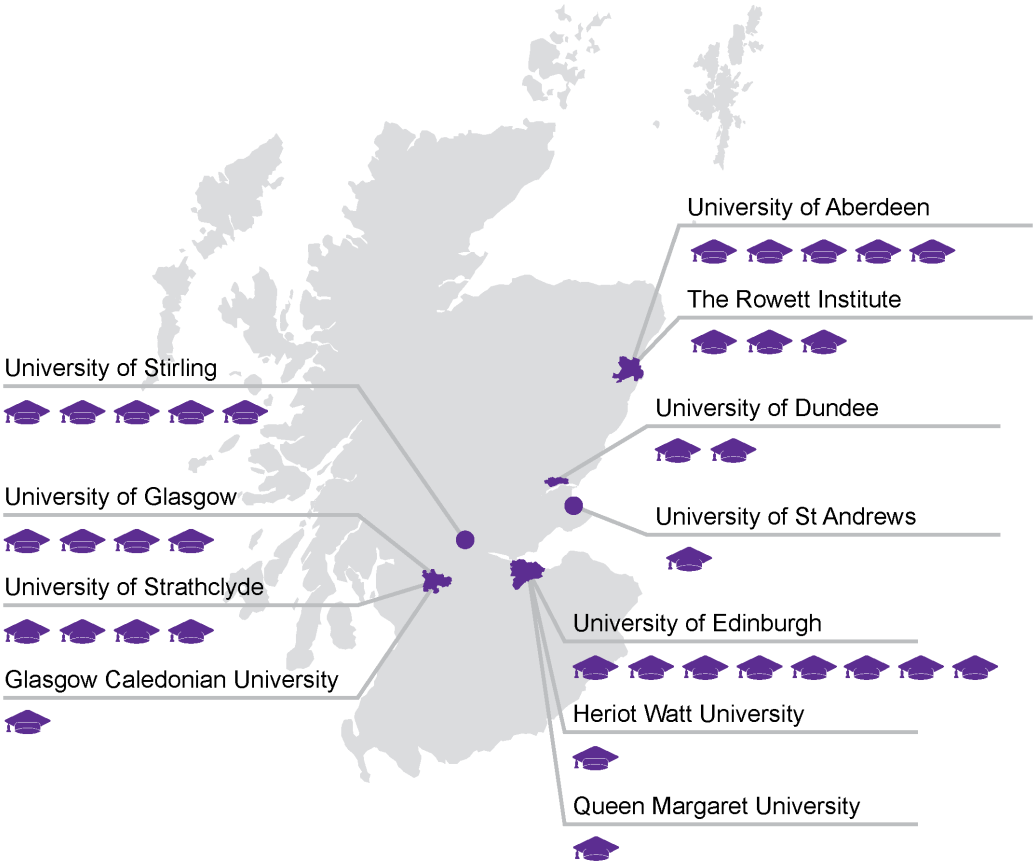 University of Aberdeen
The Rowett Institute
University of Stirling
University of Dundee
University of Glasgow
University of St Andrews
University of Strathclyde
University of Edinburgh
Glasgow Caledonian University
Heriot Watt University
Queen Margaret University